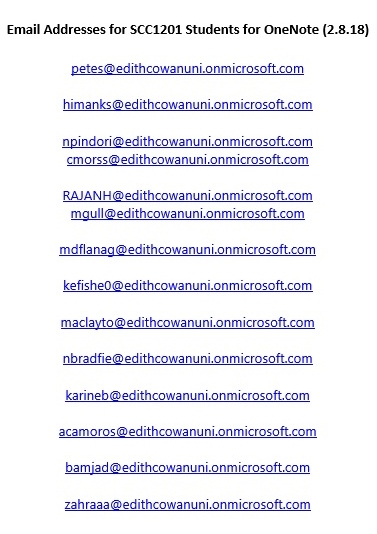 Email Addresses for SCC1201 Students for OneNote (2.8.18)
petes@edithcowanuni.onmicrosoft.com
himanks@edithcowanuni.onmicrosoft.com
npindori@edithcowanuni.onmicrosoft.com
cmorss@edithcowanuni.onmicrosoft.com
RAJANH@edithcowanuni.onmicrosoft.com
mgull@edithcowanuni.onmicrosoft.com
mdflanag@edithcowanuni.onmicrosoft.com
kefishe0@edithcowanuni.onmicrosoft.com
maclayto@edithcowanuni.onmicrosoft.com
nbradfie@edithcowanuni.onmicrosoft.com
karineb@edithcowanuni.onmicrosoft.com
acamoros@edithcowanuni.onmicrosoft.com
bamjad@edithcowanuni.onmicrosoft.com
zahraaa@edithcowanuni.onmicrosoft.com